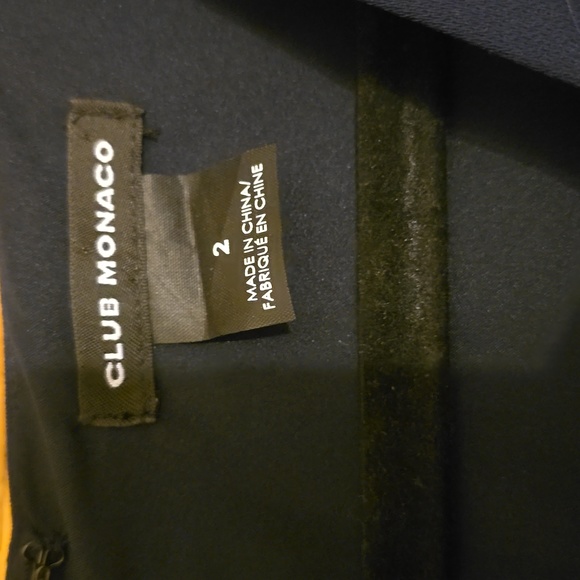 CLUB MONACO
2
MADE IN CHINA/
FABRIQUÉ EN CHINE